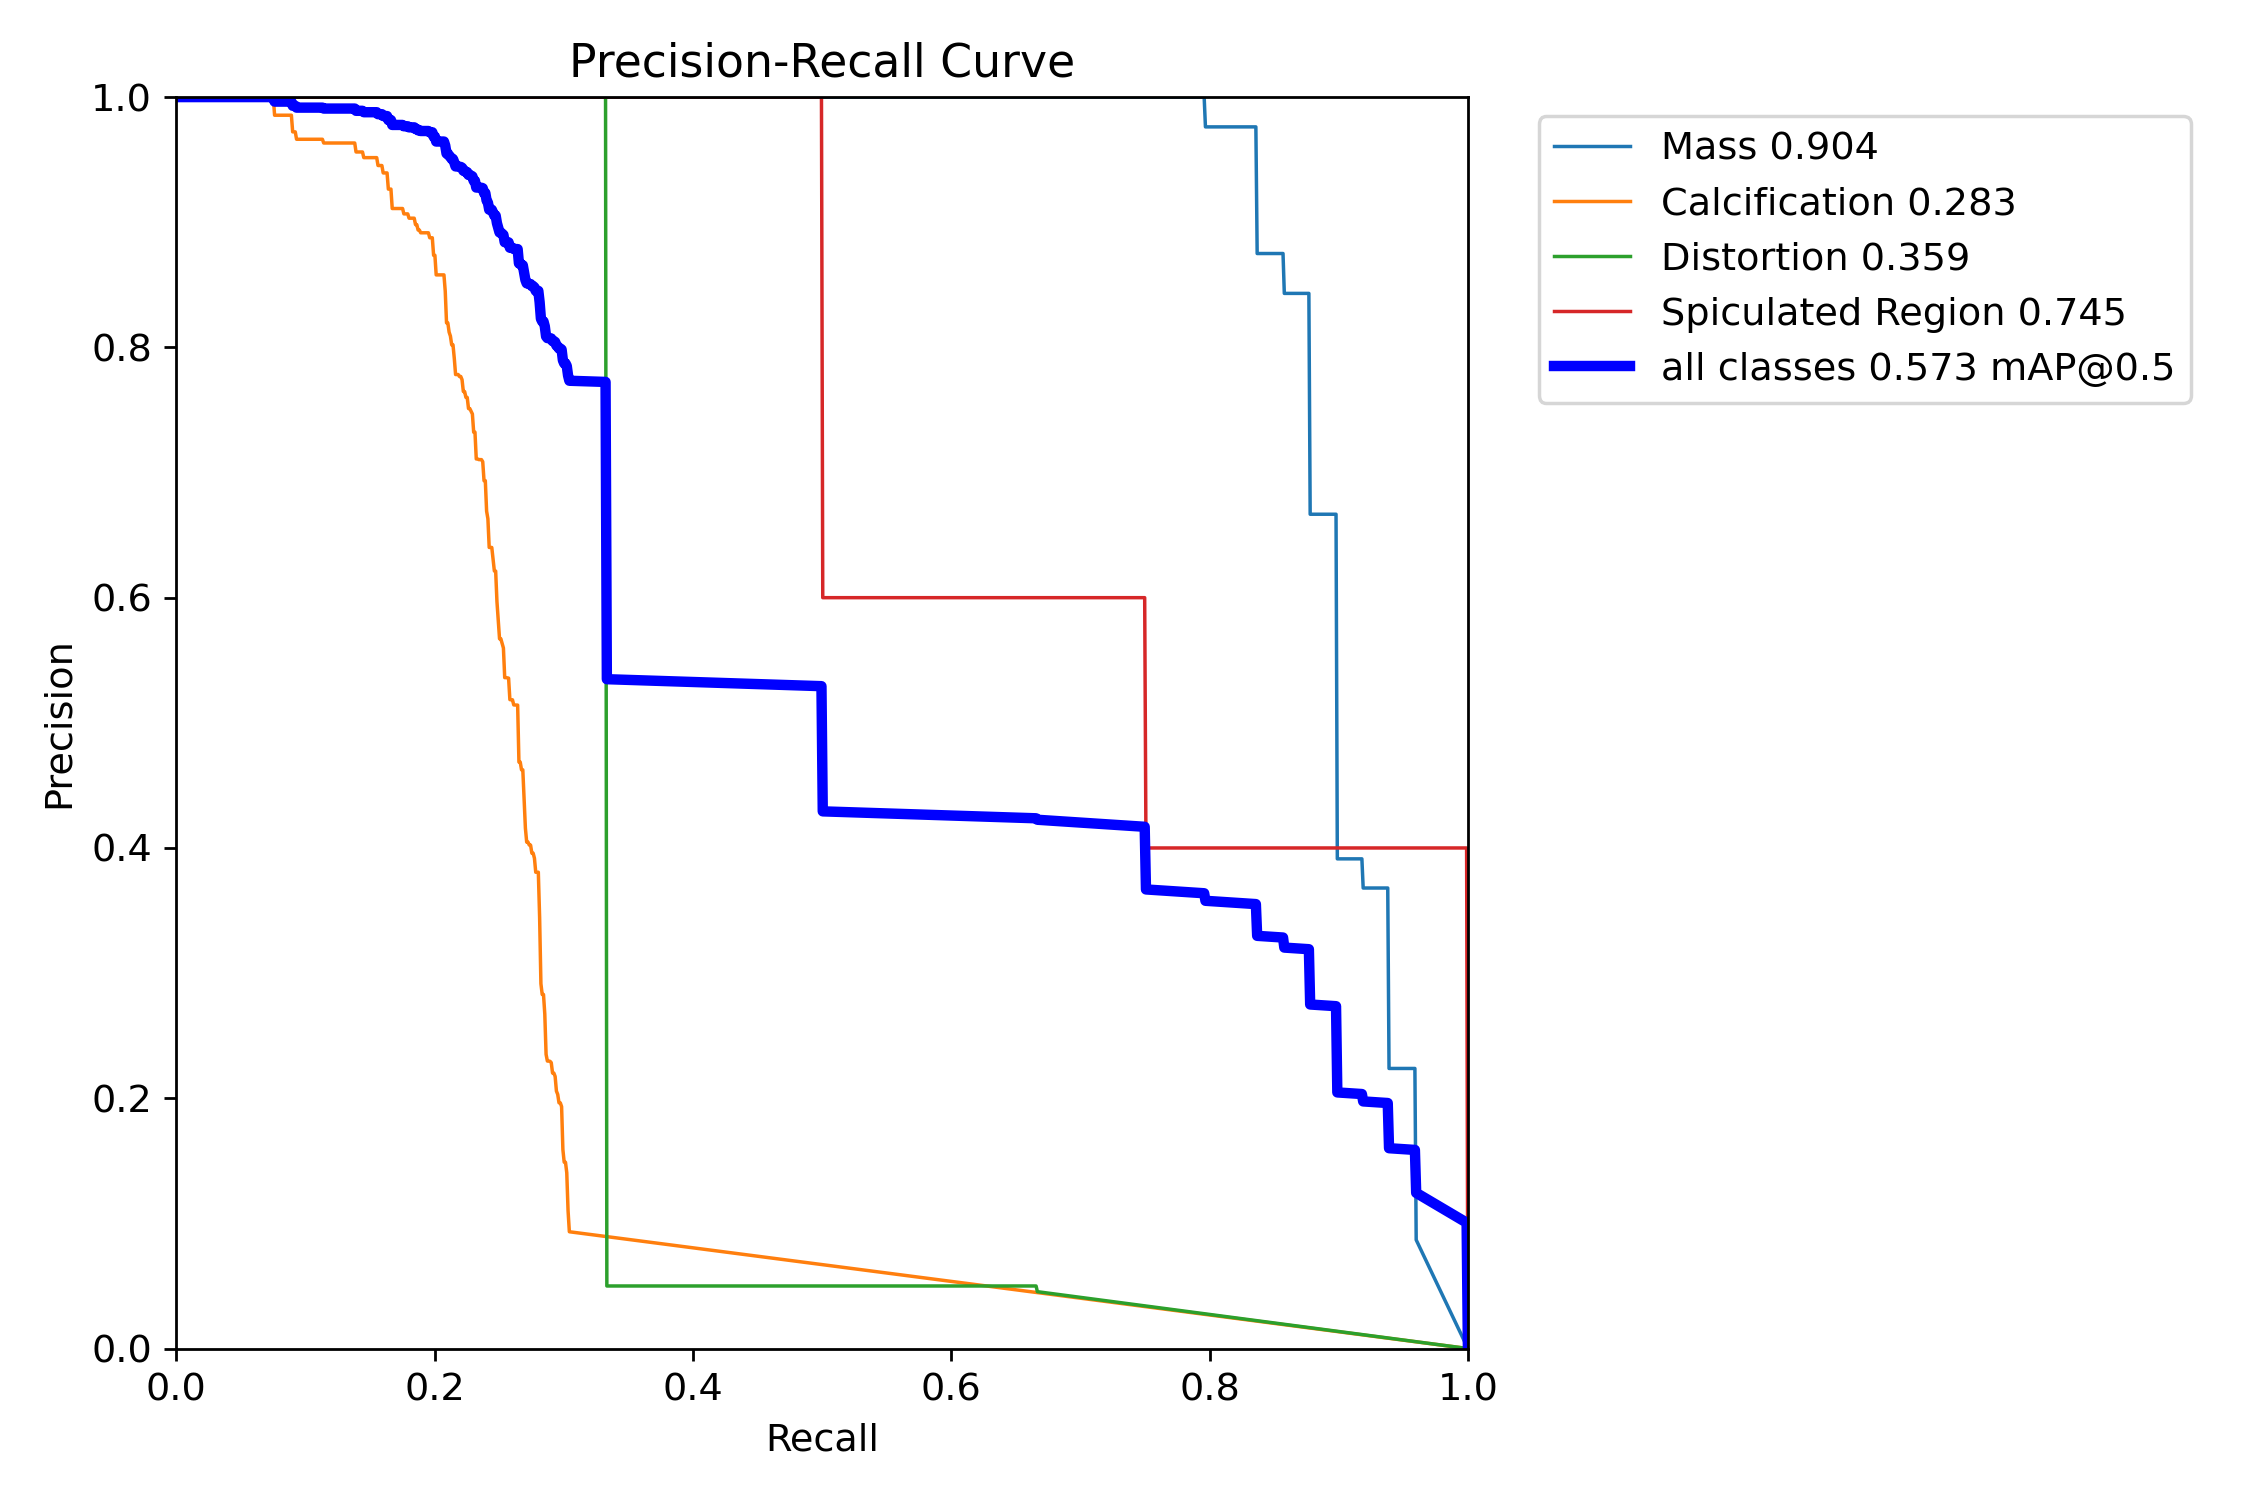 Precision-Recall Curve
1.0
0.8
0.6
0.4
0.2
0.0
Precision
0.0 0.2 0.4 0.6 0.8 1.0
Recall
Mass 0.904
Calcification 0.283
Distortion 0.359
Spiculated Region 0.745
all classes 0.573 mAP@0.5